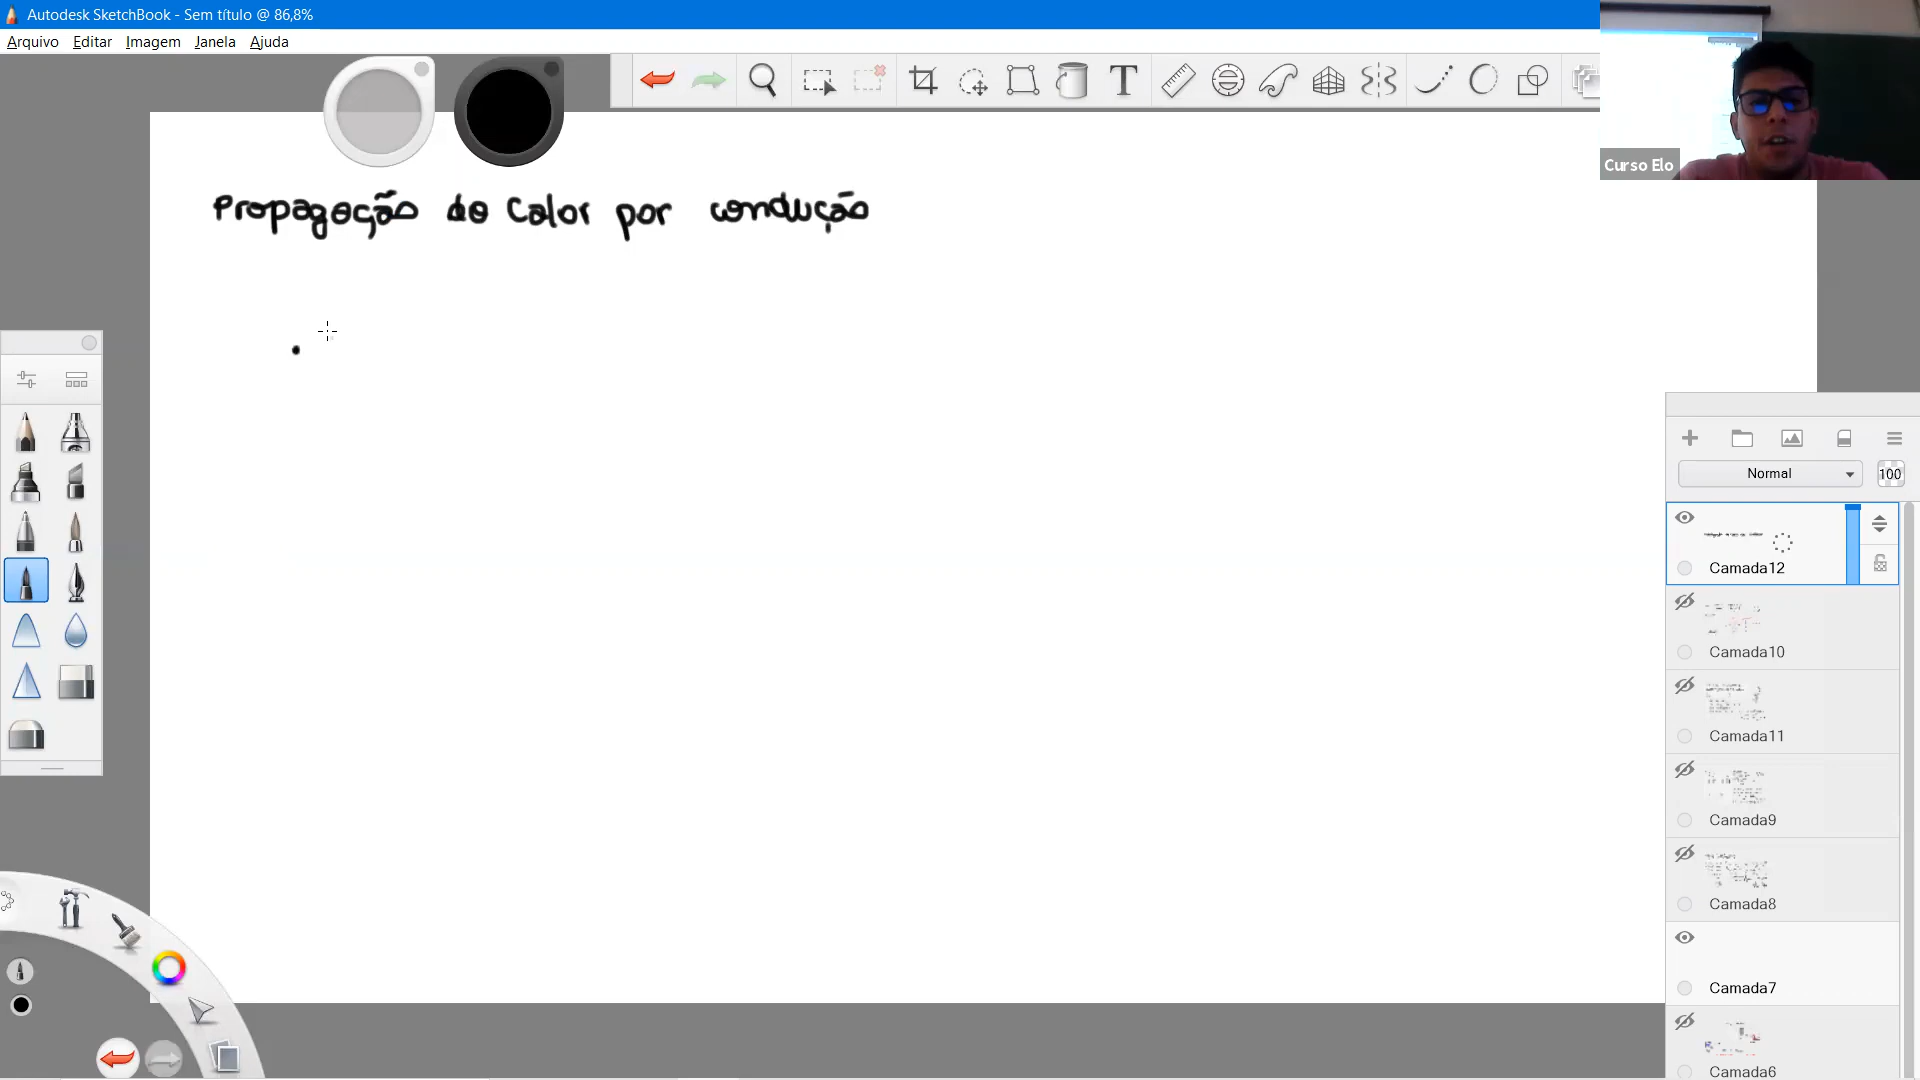 Autodesk SketchBook - Sem título @ 86,8%
Arquivo Editar Imagem Janela Ajuda
Curso Elo
Propagação do Calor por condução
Normal
100
Camada12
Camada10
Camada11
Camada9
Camada8
Camada7
Camada6